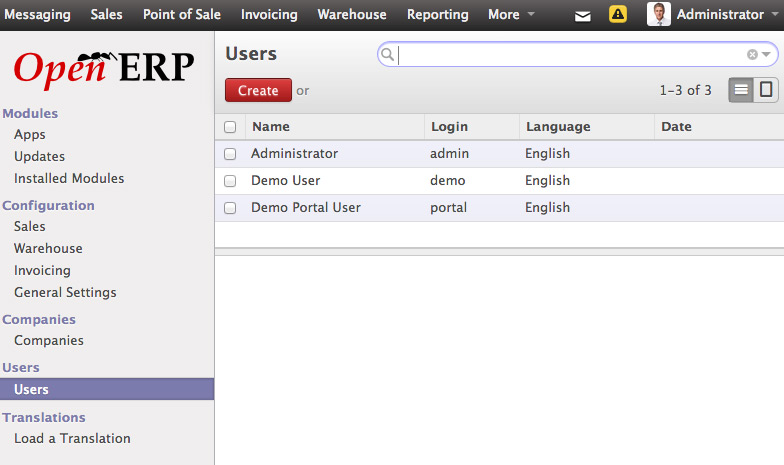 Messaging Sales Point of Sale Invoicing Warehouse Reporting More Administrator
Open ERP
Modules
Apps
Updates
Installed Modules
Configuration
Sales
Warehouse
Invoicing
General Settings
Companies
Companies
Users
Users
Translations
Load a Translation
Users
Create or 1–3 of 3
Name Login Language Date
Administrator admin English
Demo User demo English
Demo Portal User portal English